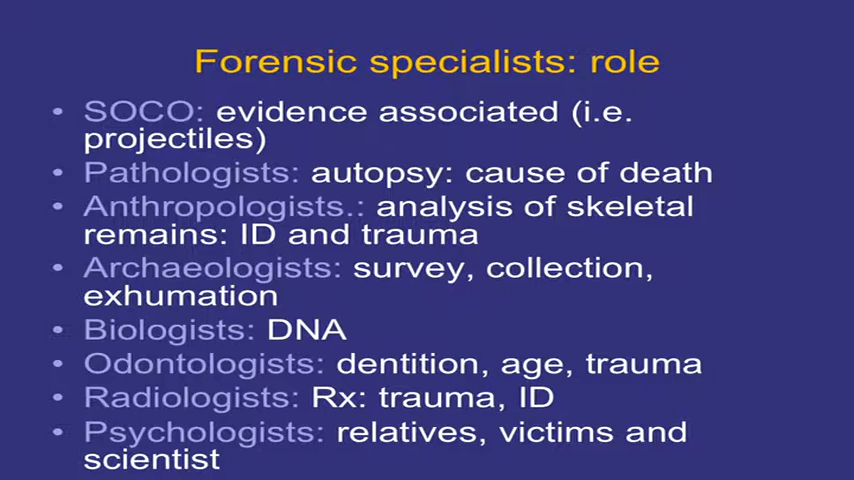 Forensic specialists: role
• SOCO: evidence associated (i.e.
projectiles)
• Pathologists: autopsy: cause of death
• Anthropologists.: analysis of skeletal
remains: ID and trauma
• Archaeologists: survey, collection,
exhumation
• Biologists: DNA
• Odontologists: dentition, age, trauma
• Radiologists: Rx: trauma, ID
• Psychologists: relatives, victims and
scientist